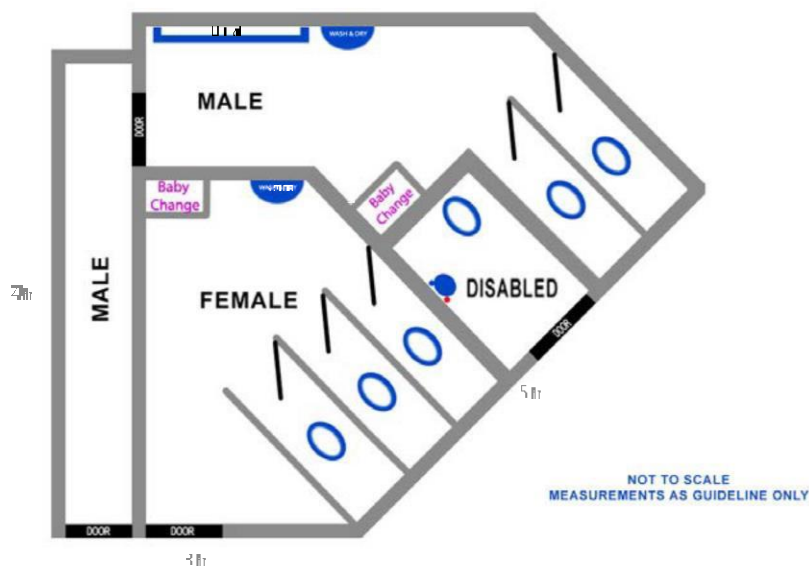 WASH & DRY
MALE
DOOR
Baby
Change
Baby
Change
MALE
FEMALE
DISABLED
DOOR
NOT TO SCALE
MEASUREMENTS AS GUIDELINE ONLY
DOOR
DOOR